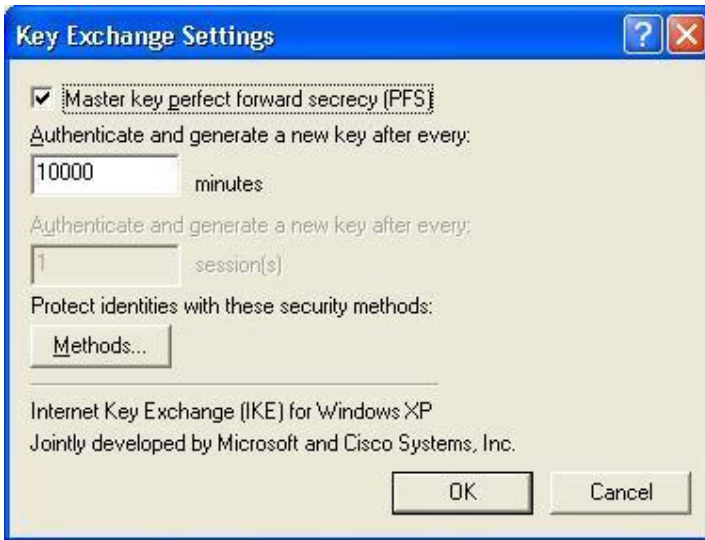 Key Exchange Settings
Master key perfect forward secrecy (PFS)
Authenticate and generate a new key after every:
10000 minutes
Authenticate and generate a new key after every:
1 session(s)
Protect identities with these security methods:
Methods...
Internet Key Exchange (IKE) for Windows XP
Jointly developed by Microsoft and Cisco Systems, Inc.
OK Cancel